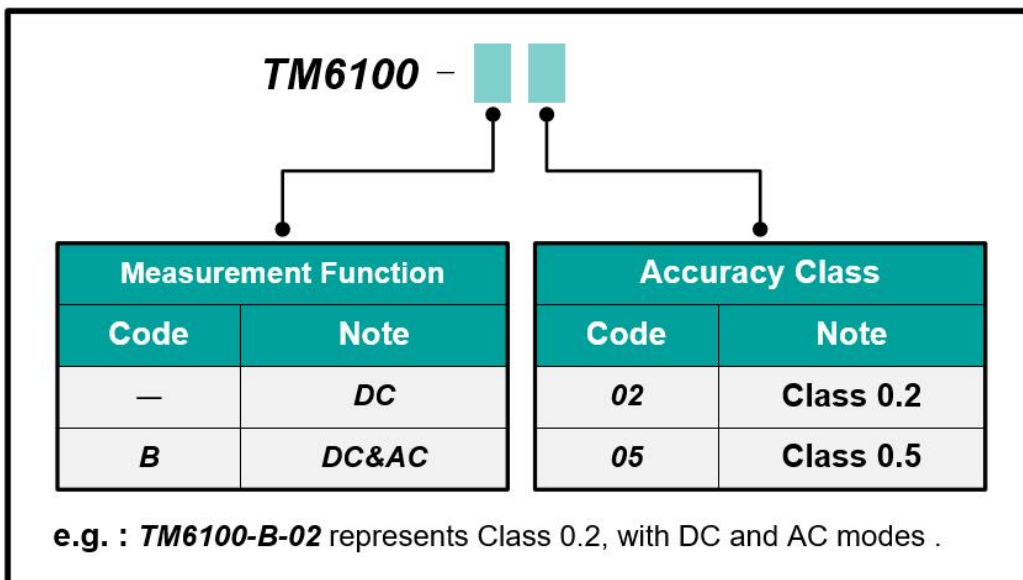 TM6100 –
Measurement Function
Code Note
— DC
B DC&AC
Accuracy Class
Code Note
02 Class 0.2
05 Class 0.5
e.g. : TM6100-B-02 represents Class 0.2, with DC and AC modes .